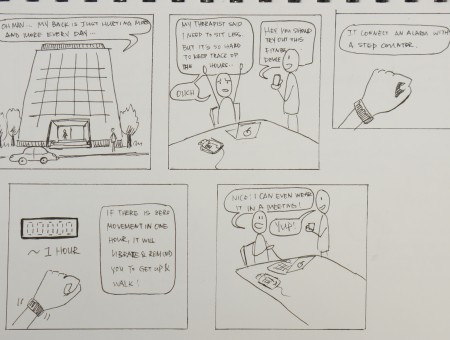 OH MAN... MY BACK IS JUST HURTING MORE
AND MORE EVERY DAY...
MY THERAPIST SAID
I NEED TO SIT LESS
BUT IT'S SO HARD
TO KEEP TRACK OF
THE HOURS..
OUCH
HEY YOU SHOULD
TRY OUT THIS
FITNESS
DEVICE
IT CONNECT AN ALARM WITH
A STEP COUNTER.
~ 1 HOUR
IF THERE IS ZERO
MOVEMENT IN ONE
HOUR, IT WILL
VIBRATE & REMIND
YOU TO GET UP &
WALK!
NICE! I CAN EVEN WEAR
IT IN A MEETING!
YUP!